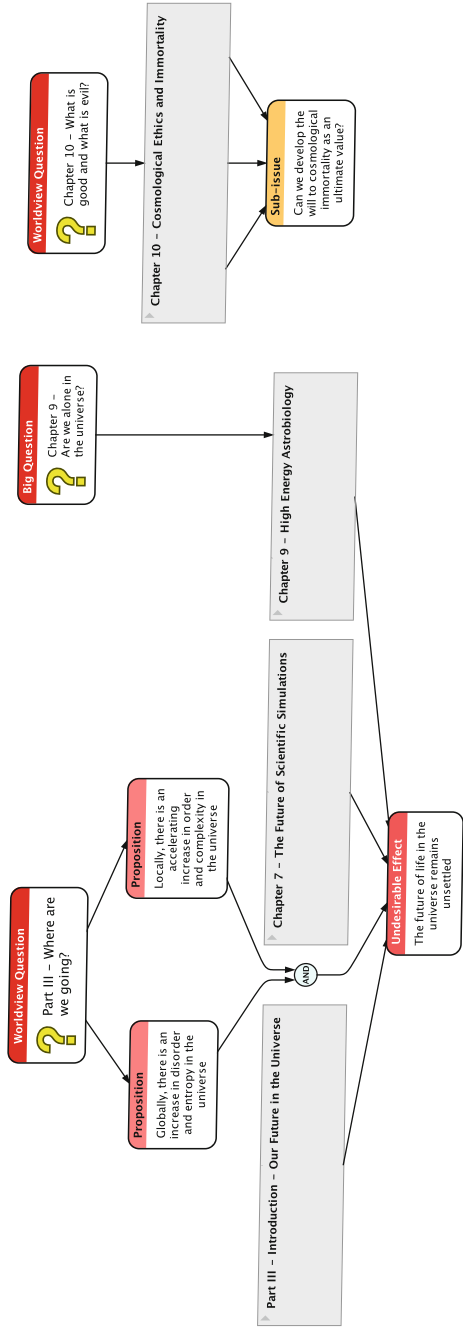 Worldview Question
Part III – Where are
we going?
Big Question
Chapter 9 –
Are we alone in
the universe?
Worldview Question
Chapter 10 – What is
good and what is evil?
Proposition
Globally, there is an
increase in disorder
and entropy in the
universe
Proposition
Locally, there is an
accelerating
increase in order
and complexity in
the universe
Chapter 10 – Cosmological Ethics and Immortality
Part III – Introduction – Our Future in the Universe
AND
Chapter 7 – The Future of Scientific Simulations
Chapter 9 – High Energy Astrobiology
Sub-issue
Can we develop the
will to cosmological
immortality as an
ultimate value?
Undesirable Effect
The future of life in the
universe remains
unsettled